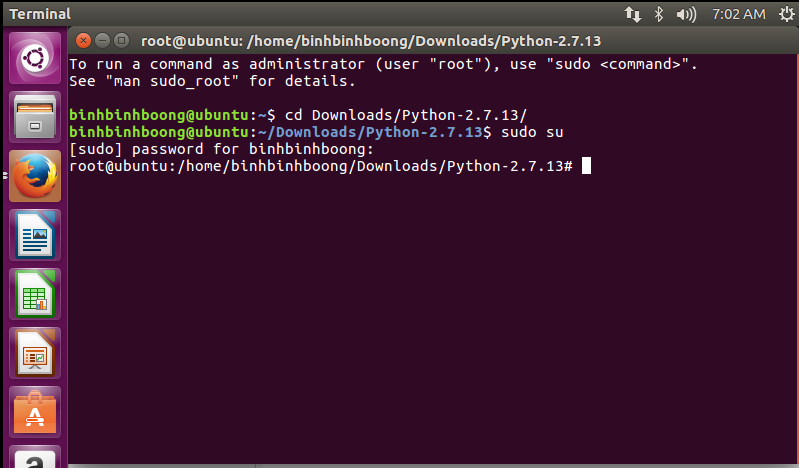 Terminal
7:02 AM
root@ubuntu: /home/binhbinhboong/Downloads/Python-2.7.13
To run a command as administrator (user "root"), use "sudo <command>".
See "man sudo_root" for details.
binhbinhboong@ubuntu:~$ cd Downloads/Python-2.7.13/
binhbinhboong@ubuntu:~/Downloads/Python-2.7.13$ sudo su
[sudo] password for binhbinhboong:
root@ubuntu:/home/binhbinhboong/Downloads/Python-2.7.13#
A
a